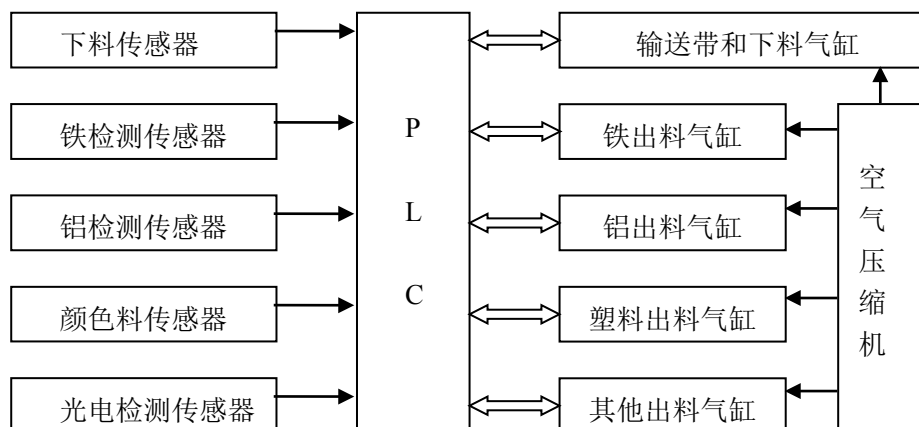 下料传感器
铁检测传感器
铝检测传感器
颜色料传感器
光电检测传感器
P
L
C
输送带和下料气缸
铁出料气缸
铝出料气缸
塑料出料气缸
其他出料气缸
空
气
压
缩
机